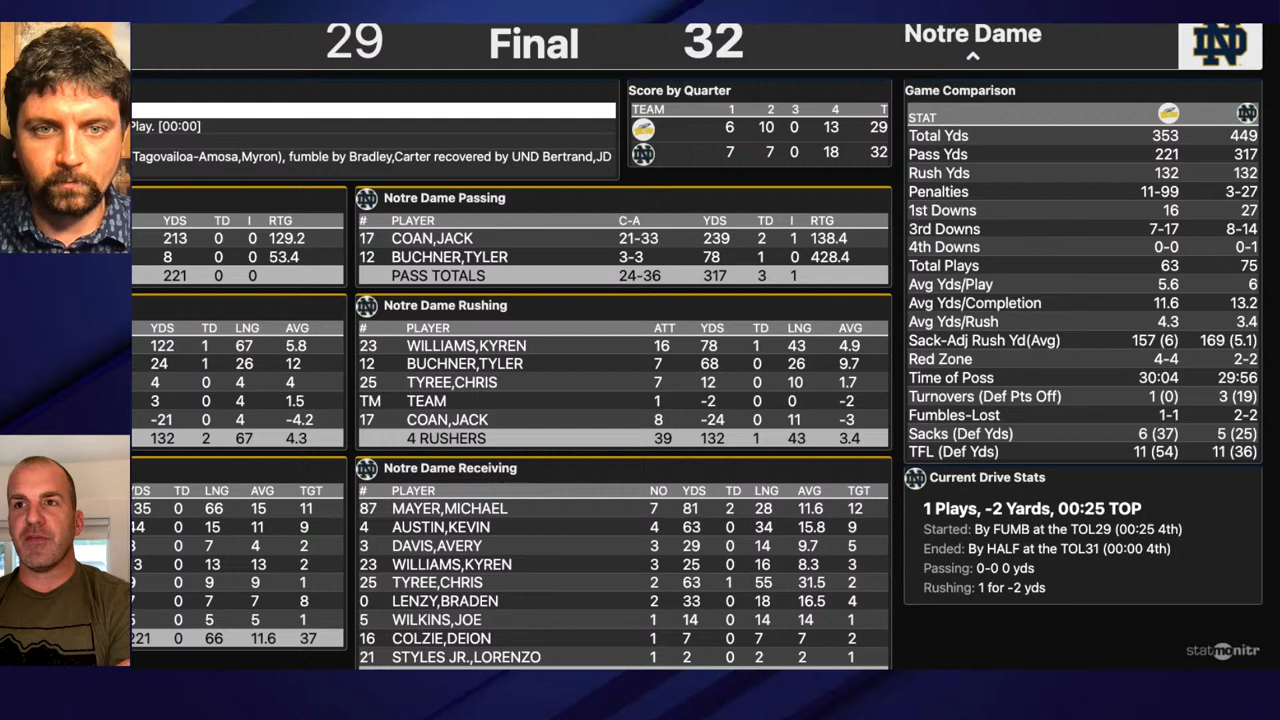 29 Final 32 Notre Dame
Play. [00:00]
Tagovailoa-Amosa,Myron), fumble by Bradley,Carter recovered by UND Bertrand,JD
Score by Quarter
TEAM 1 2 3 4 T
6 10 0 13 29
7 7 0 18 32
YDS TD I RTG
213 0 0 129.2
8 0 0 53.4
221 0 0
YDS TD LNG AVG
122 1 67 5.8
24 1 26 12
4 0 4 4
3 0 4 1.5
-21 0 4 -4.2
132 2 67 4.3
YDS TD LNG AVG TGT
35 0 66 15 11
44 0 15 11 9
0 7 4 2
3 0 13 13 2
0 9 9 1
0 7 7 8
0 5 5 1
221 0 66 11.6 37
Notre Dame Passing
# PLAYER C-A YDS TD I RTG
17 COAN,JACK 21-33 239 2 1 138.4
12 BUCHNER,TYLER 3-3 78 1 0 428.4
PASS TOTALS 24-36 317 3 1
Notre Dame Rushing
# PLAYER ATT YDS TD LNG AVG
23 WILLIAMS,KYREN 16 78 1 43 4.9
12 BUCHNER,TYLER 7 68 0 26 9.7
25 TYREE,CHRIS 7 12 0 10 1.7
TM TEAM 1 -2 0 0 -2
17 COAN,JACK 8 -24 0 11 -3
4 RUSHERS 39 132 1 43 3.4
Notre Dame Receiving
# PLAYER NO YDS TD LNG AVG TGT
87 MAYER,MICHAEL 7 81 2 28 11.6 12
4 AUSTIN,KEVIN 4 63 0 34 15.8 9
3 DAVIS,AVERY 3 29 0 14 9.7 5
23 WILLIAMS,KYREN 3 25 0 16 8.3 3
25 TYREE,CHRIS 2 63 1 55 31.5 2
0 LENZY,BRADEN 2 33 0 18 16.5 4
5 WILKINS,JOE 1 14 0 14 14 1
16 COLZIE,DEION 1 7 0 7 7 2
21 STYLES JR.,LORENZO 1 2 0 2 2 1
Game Comparison
STAT
Total Yds 353 449
Pass Yds 221 317
Rush Yds 132 132
Penalties 11-99 3-27
1st Downs 16 27
3rd Downs 7-17 8-14
4th Downs 0-0 0-1
Total Plays 63 75
Avg Yds/Play 5.6 6
Avg Yds/Completion 11.6 13.2
Avg Yds/Rush 4.3 3.4
Sack-Adj Rush Yd(Avg) 157 (6) 169 (5.1)
Red Zone 4-4 2-2
Time of Poss 30:04 29:56
Turnovers (Def Pts Off) 1 (0) 3 (19)
Fumbles-Lost 1-1 2-2
Sacks (Def Yds) 6 (37) 5 (25)
TFL (Def Yds) 11 (54) 11 (36)
Current Drive Stats
1 Plays, -2 Yards, 00:25 TOP
Started: By FUMB at the TOL29 (00:25 4th)
Ended: By HALF at the TOL31 (00:00 4th)
Passing: 0-0 0 yds
Rushing: 1 for -2 yds
statmonitr